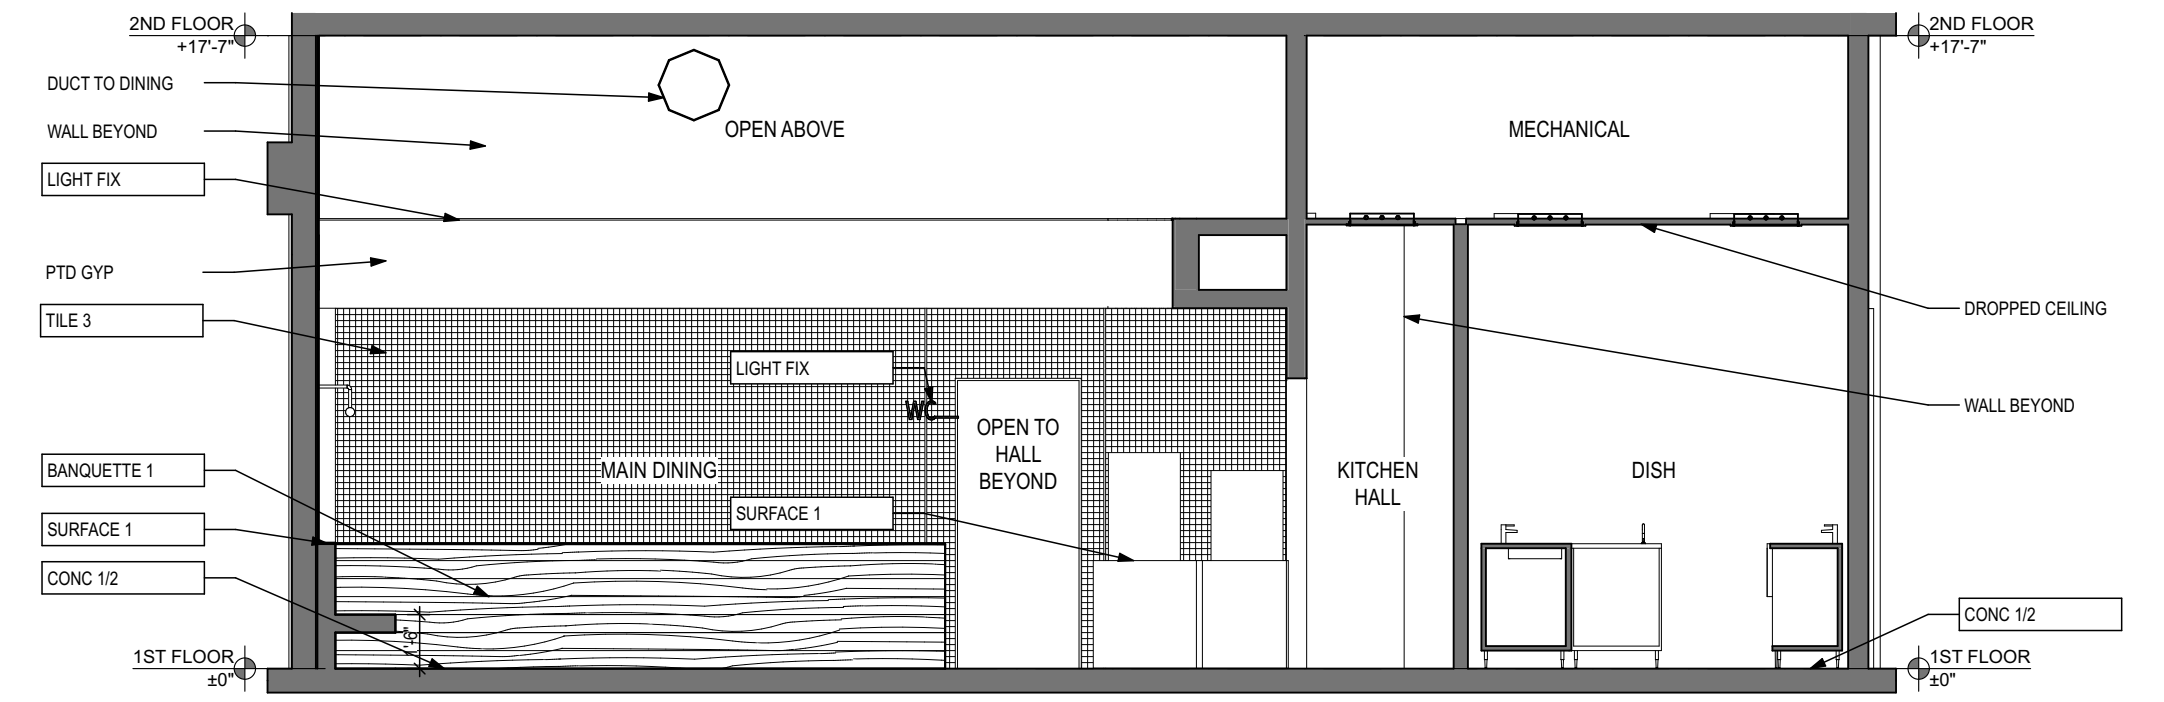 2ND FLOOR
+17'-7"
2ND FLOOR
+17'-7"
DUCT TO DINING
WALL BEYOND
OPEN ABOVE
MECHANICAL
LIGHT FIX
PTD GYP
TILE 3
DROPPED CEILING
LIGHT FIX
WC
WALL BEYOND
OPEN TO
HALL
BEYOND
MAIN DINING
KITCHEN
HALL
DISH
BANQUETTE 1
SURFACE 1
SURFACE 1
CONC 1/2
CONC 1/2
1ST FLOOR
±0"
1ST FLOOR
±0"